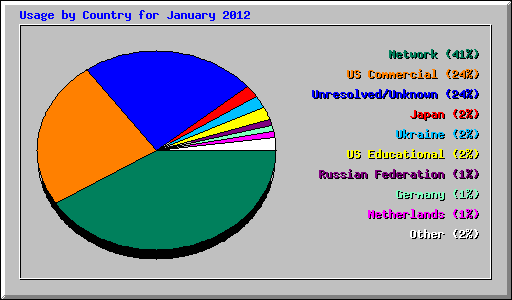 Usage by Country for January 2012
Network (41%)
US Commercial (24%)
Unresolved/Unknown (24%)
Japan (2%)
Ukraine (2%)
US Educational (2%)
Russian Federation (1%)
Germany (1%)
Netherlands (1%)
Other (2%)